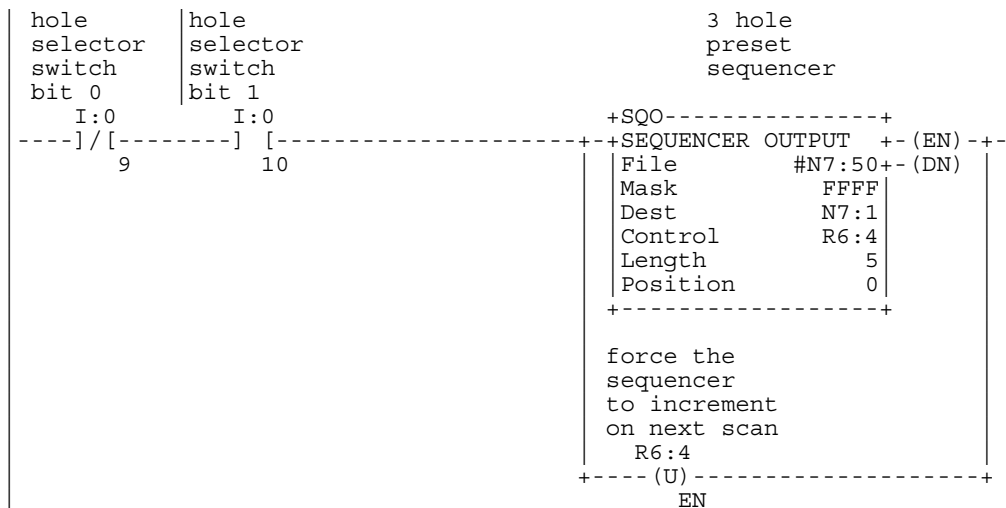 hole |hole 3 hole
selector |selector preset
switch |switch sequencer
bit 0 |bit 1
I:0 I:0 +SQO---------------+
----]/[--------] [----------------------+-+SEQUENCER OUTPUT +-(EN)-+-
9 10 | |File #N7:50+-(DN) |
|Mask FFFF|
|Dest N7:1|
|Control R6:4|
|Length 5|
|Position 0|
+------------------+
force the
sequencer
to increment
on next scan
R6:4
+----(U)--------------------+
EN